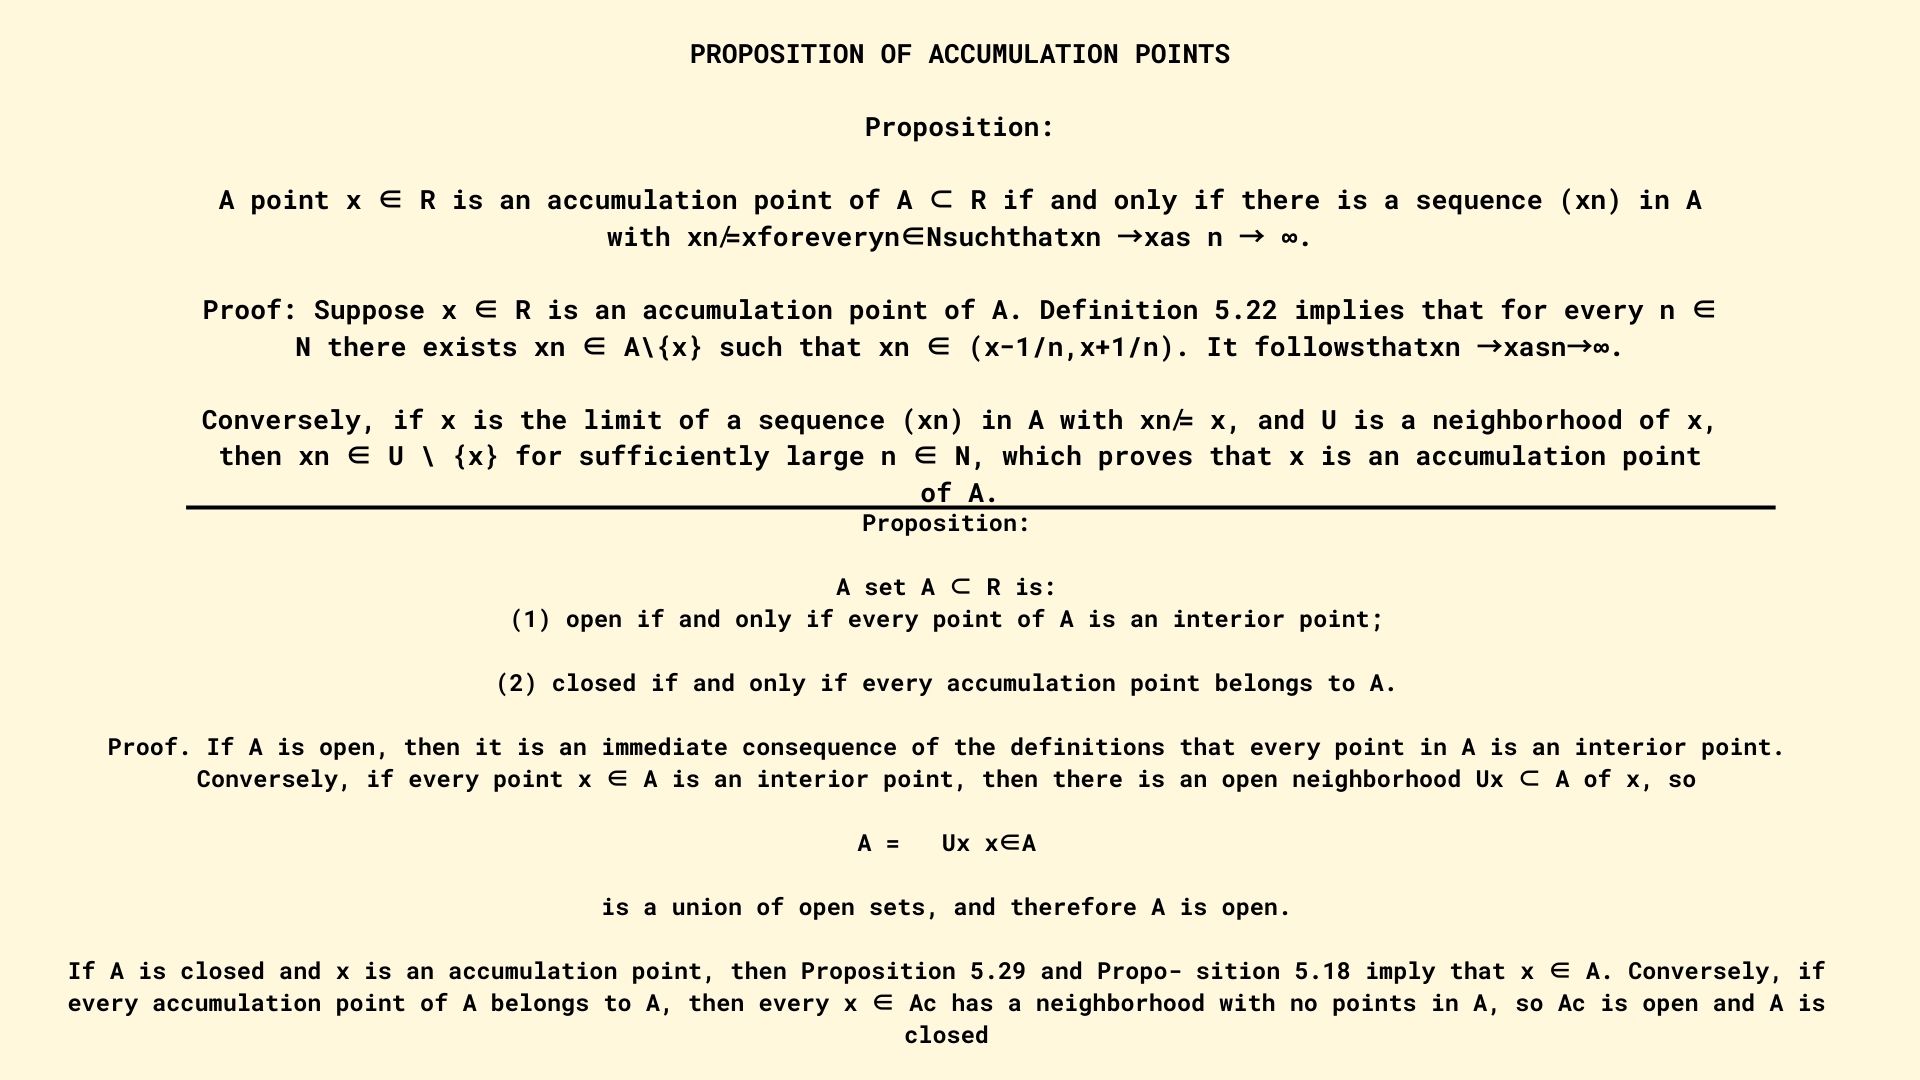 PROPOSITION OF ACCUMULATION POINTS
Proposition:
A point x ∈ R is an accumulation point of A ⊂ R if and only if there is a sequence (xn) in A
with xn≠xforeveryn∈Nsuchthatxn →xas n → ∞.
Proof: Suppose x ∈ R is an accumulation point of A. Definition 5.22 implies that for every n ∈
N there exists xn ∈ A\{x} such that xn ∈ (x-1/n,x+1/n). It followsthatxn →xasn→∞.
Conversely, if x is the limit of a sequence (xn) in A with xn≠ x, and U is a neighborhood of x,
then xn ∈ U \ {x} for sufficiently large n ∈ N, which proves that x is an accumulation point
of A.
Proposition:
A set A ⊂ R is:
(1) open if and only if every point of A is an interior point;
(2) closed if and only if every accumulation point belongs to A.
Proof. If A is open, then it is an immediate consequence of the definitions that every point in A is an interior point.
Conversely, if every point x ∈ A is an interior point, then there is an open neighborhood Ux ⊂ A of x, so
A = Ux x∈A
is a union of open sets, and therefore A is open.
If A is closed and x is an accumulation point, then Proposition 5.29 and Propo- sition 5.18 imply that x ∈ A. Conversely, if
every accumulation point of A belongs to A, then every x ∈ Ac has a neighborhood with no points in A, so Ac is open and A is
closed